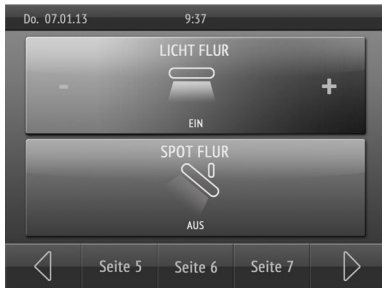 Do. 07.01.13 9:37
LICHT FLUR
- +
EIN
SPOT FLUR
AUS
Seite 5 Seite 6 Seite 7